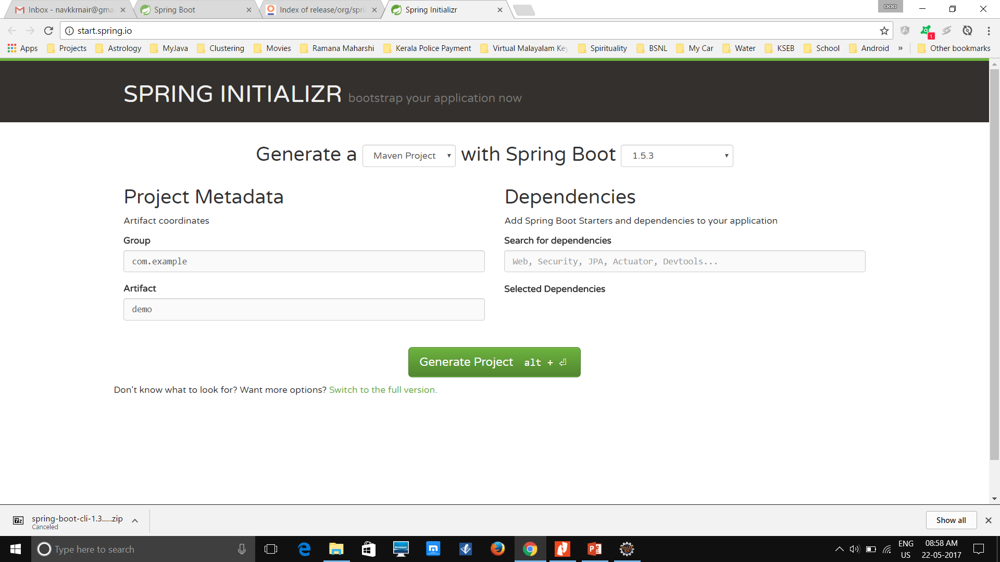 Inbox - navkkrnair@gma
Spring Boot
Index of release/org/spri
Spring Initializr
start.spring.io
1
Apps
Projects
Astrology
MyJava
Clustering
Movies
Ramana Maharshi
Kerala Police Payment
Virtual Malayalam Key
Spirituality
BSNL
My Car
Water
KSEB
School
Android
»
Other bookmarks
SPRING INITIALIZR bootstrap your application now
Generate a Maven Project with Spring Boot 1.5.3
Project Metadata
Artifact coordinates
Group
com.example
Artifact
demo
Dependencies
Add Spring Boot Starters and dependencies to your application
Search for dependencies
Web, Security, JPA, Actuator, Devtools...
Selected Dependencies
Generate Project alt + ⏎
Don't know what to look for? Want more options? Switch to the full version.
spring-boot-cli-1.3.....zip
Canceled
Show all
Type here to search
ENG
US
08:58 AM
22-05-2017